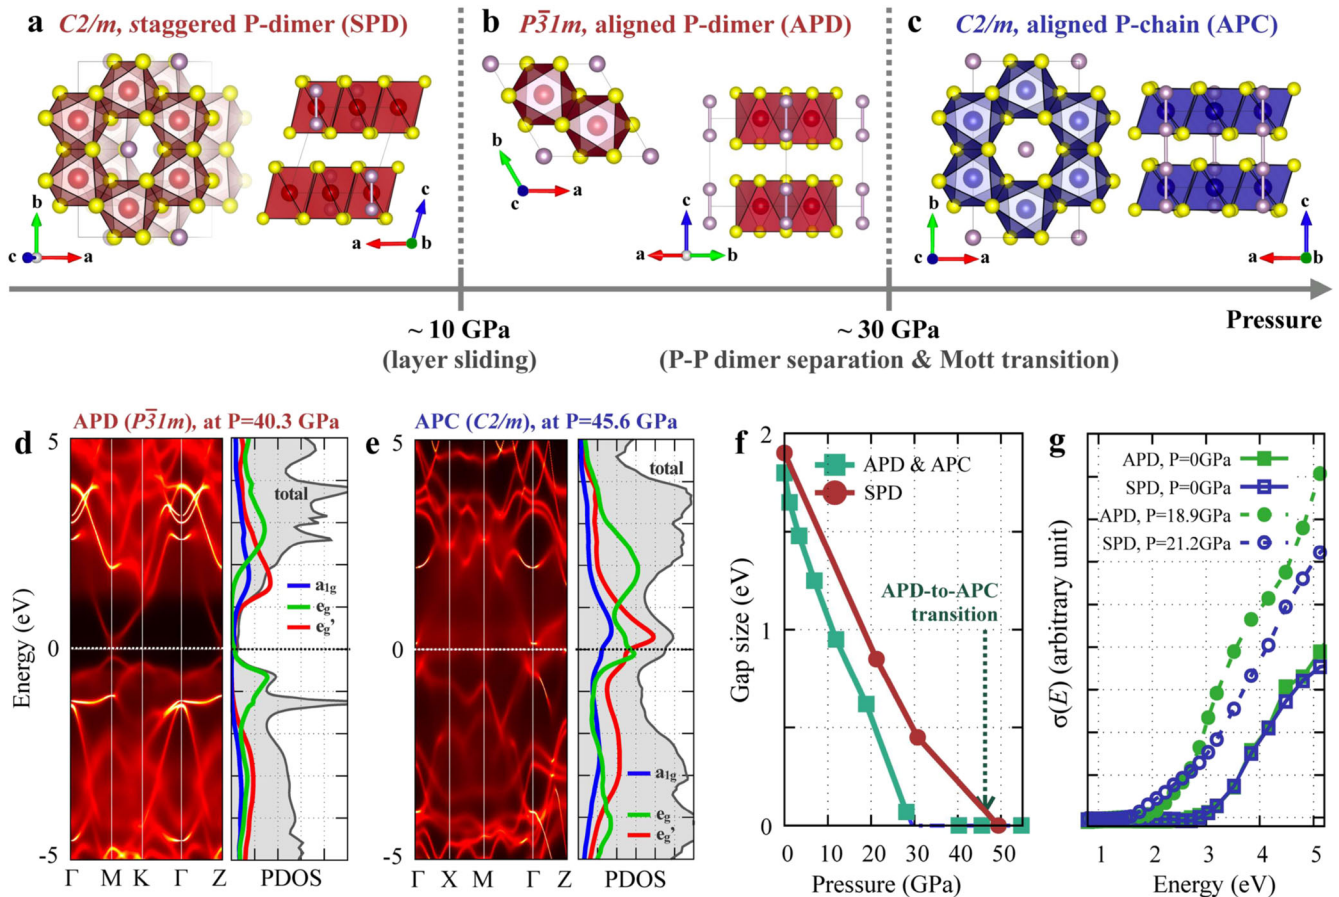 a C2/m, staggered P-dimer (SPD)
b P3̄1m, aligned P-dimer (APD)
c C2/m, aligned P-chain (APC)
b
c
a
c
a
b
b
c
a
c
a
b
b
c
a
c
a
b
~ 10 GPa
(layer sliding)
~ 30 GPa
(P-P dimer separation & Mott transition)
Pressure
d APD (P3̄1m), at P=40.3 GPa
5
0
-5
Energy (eV)
total
a1g
eg
eg'
Γ M K Γ Z
PDOS
e APC (C2/m), at P=45.6 GPa
5
0
-5
total
a1g
eg
eg'
Γ X M Γ Z
PDOS
f
2
1
0
Gap size (eV)
APD & APC
SPD
APD-to-APC
transition
0 10 20 30 40 50
Pressure (GPa)
g
σ(E) (arbitrary unit)
APD, P=0GPa
SPD, P=0GPa
APD, P=18.9GPa
SPD, P=21.2GPa
1 2 3 4 5
Energy (eV)